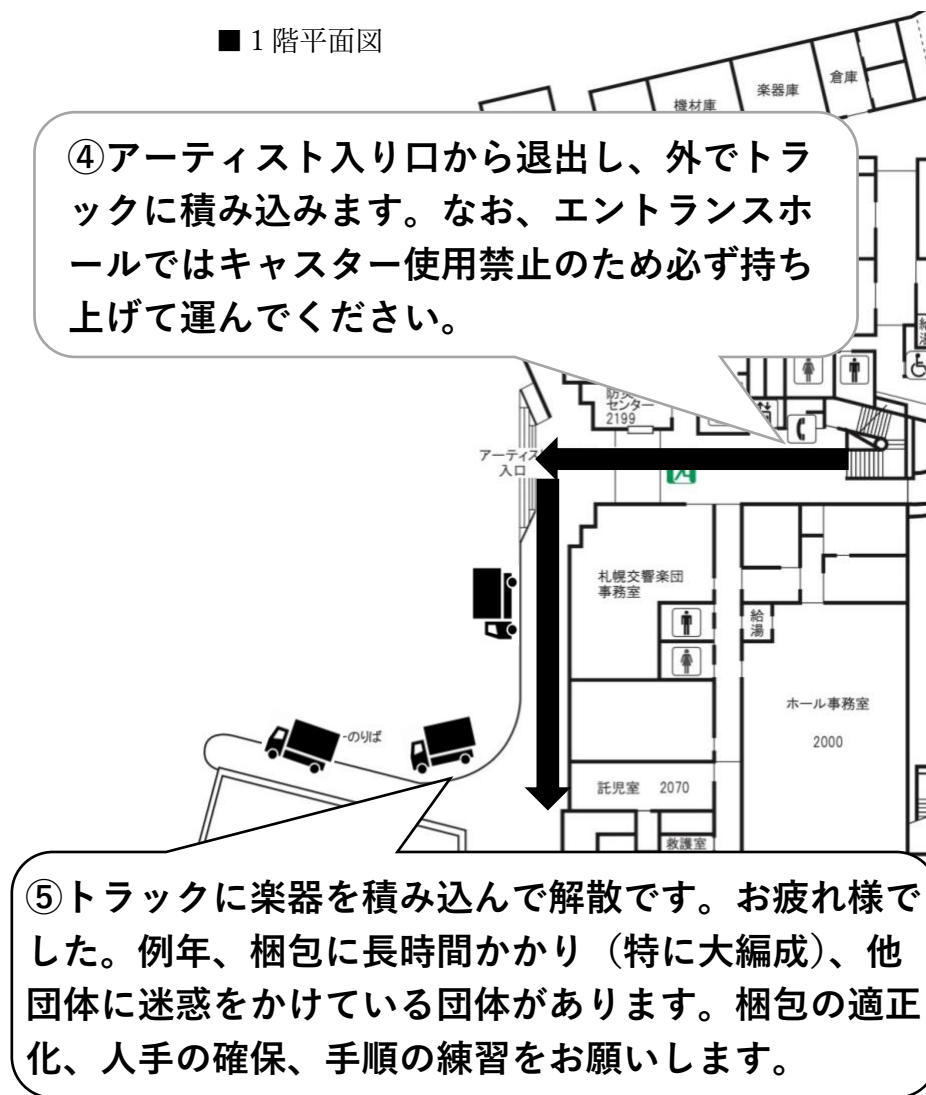 ■１階平面図
倉庫
楽器庫
機材庫
④アーティスト入り口から退出し、外でトラ
ックに積み込みます。なお、エントランスホ
ールではキャスター使用禁止のため必ず持ち
上げて運んでください。
給
湯
防災
センター
2199
アーティスト
入口
札幌交響楽団
事務室
給
湯
ホール事務室
2000
-のりば
託児室 2070
救護室
⑤トラックに楽器を積み込んで解散です。お疲れ様で
した。例年、梱包に長時間かかり（特に大編成）、他
団体に迷惑をかけている団体があります。梱包の適正
化、人手の確保、手順の練習をお願いします。